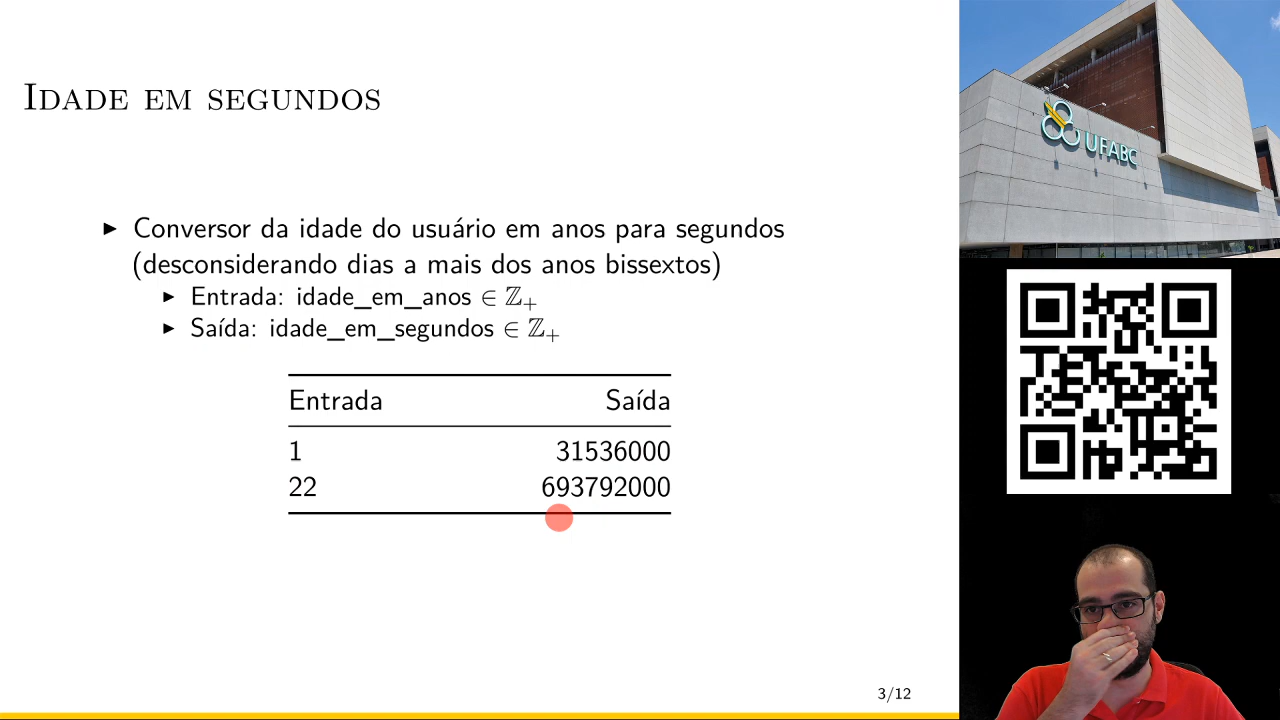 Idade em segundos
▶ Conversor da idade do usuário em anos para segundos
(desconsiderando dias a mais dos anos bissextos)
▶ Entrada: idade_em_anos ∈ ℤ₊
▶ Saída: idade_em_segundos ∈ ℤ₊
Entrada Saída
1 31536000
22 693792000
3/12
UFABC